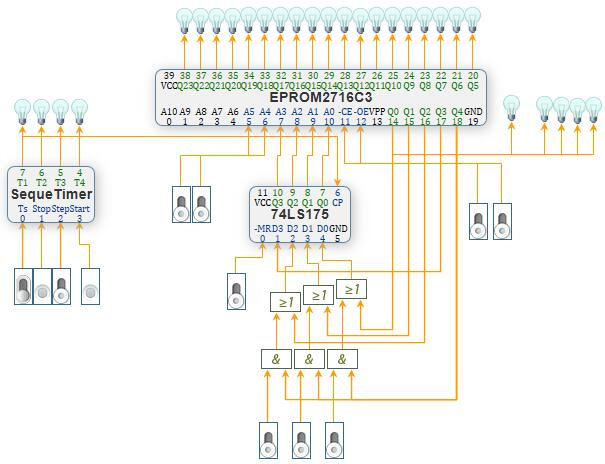 39 38 37 36 35 34 33 32 31 30 29 28 27 26 25 24 23 22 21 20
VCC Q23 Q22 Q21 Q20 Q19 Q18 Q17 Q16 Q15 Q14 Q13 Q12 Q11 Q10 Q9 Q8 Q7 Q6 Q5
EPROM2716C3
A10 A9 A8 A7 A6 A5 A4 A3 A2 A1 A0 -CE -OE VPP Q0 Q1 Q2 Q3 Q4 GND
0 1 2 3 4 5 6 7 8 9 10 11 12 13 14 15 16 17 18 19
7 6 5 4
T1 T2 T3 T4
SequeTimer
Ts Stop Step Start
0 1 2 3
11 10 9 8 7 6
VCC Q3 Q2 Q1 Q0 CP
74LS175
-MR D3 D2 D1 D0 GND
0 1 2 3 4 5
≥1 ≥1 ≥1
& & &